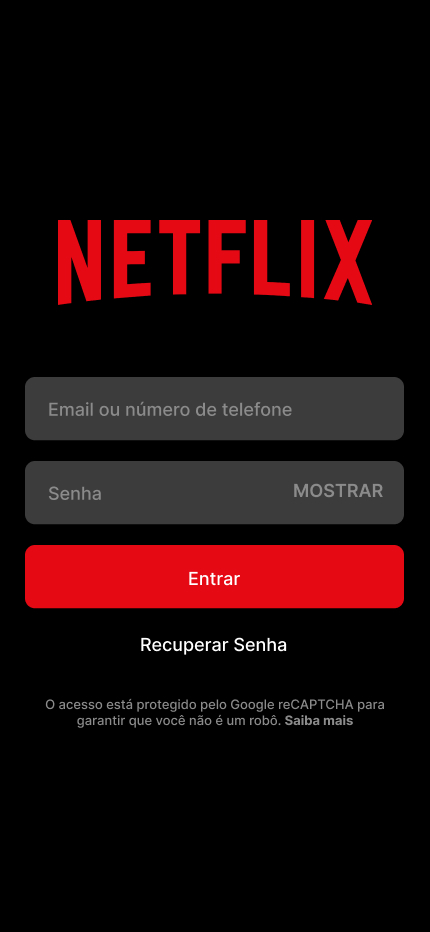 NETFLIX
Email ou número de telefone
Senha MOSTRAR
Entrar
Recuperar Senha
O acesso está protegido pelo Google reCAPTCHA para
garantir que você não é um robô. Saiba mais